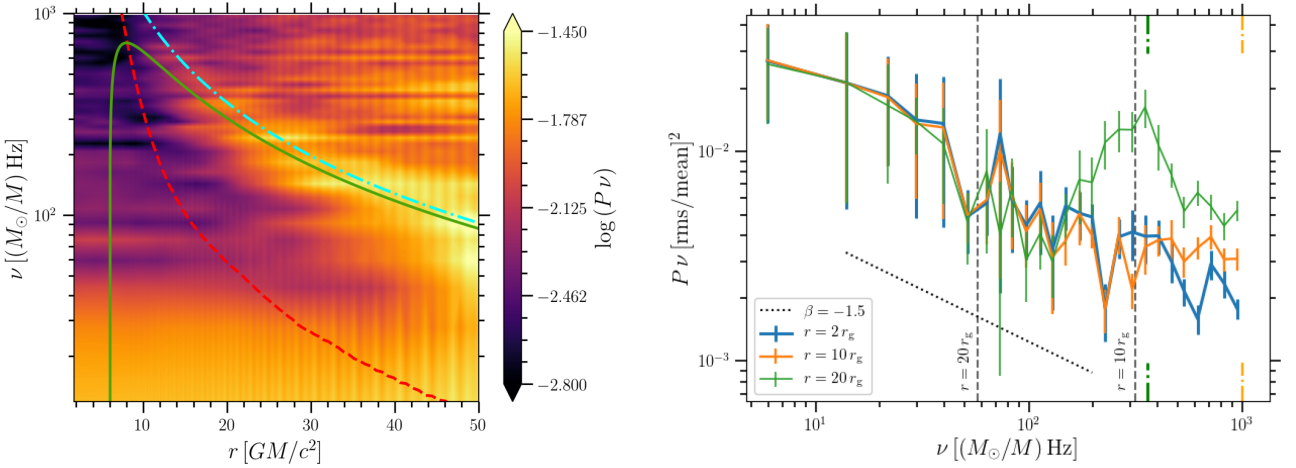 10³
10²
ν [(M⊙/M) Hz]
10 20 30 40 50
r [GM/c²]
−1.450
−1.787
−2.125
−2.462
−2.800
log (P ν)
10⁻²
10⁻³
P ν [rms/mean]²
r = 20 r_g
r = 10 r_g
β = −1.5
r = 2 r_g
r = 10 r_g
r = 20 r_g
10¹ 10² 10³
ν [(M⊙/M) Hz]